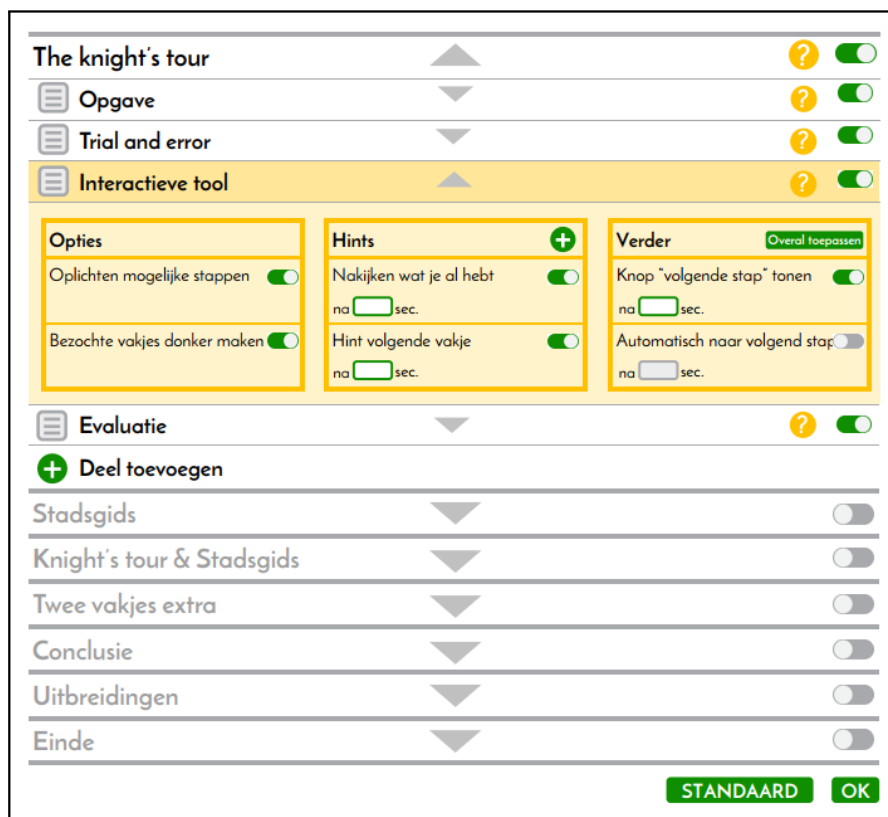 The knight's tour ?
Opgave ?
Trial and error ?
Interactieve tool ?
Opties
Oplichten mogelijke stappen
Bezochte vakjes donker maken
Hints
Nakijken wat je al hebt
na sec.
Hint volgende vakje
na sec.
Verder Overal toepassen
Knop "volgende stap" tonen
na sec.
Automatisch naar volgend stap
na sec.
Evaluatie ?
Deel toevoegen
Stadsgids
Knight's tour & Stadsgids
Twee vakjes extra
Conclusie
Uitbreidingen
Einde
STANDAARD OK